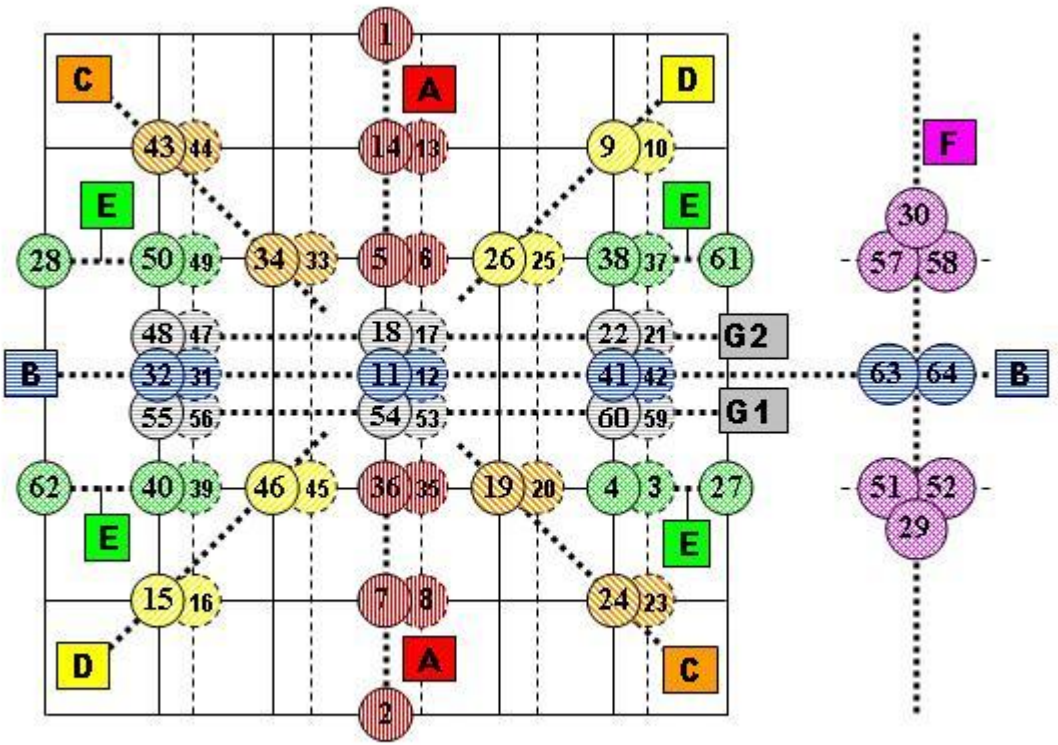 1
C A D
43 44 14 13 9 10 F
E E 30
28 50 49 34 33 5 6 26 25 38 37 61 57 58
48 47 18 17 22 21 G2
B 32 31 11 12 41 42 63 64 B
55 56 54 53 60 59 G1
62 40 39 46 45 36 35 19 20 4 3 27 51 52
E E 29
15 16 7 8 24 23
D A C
2